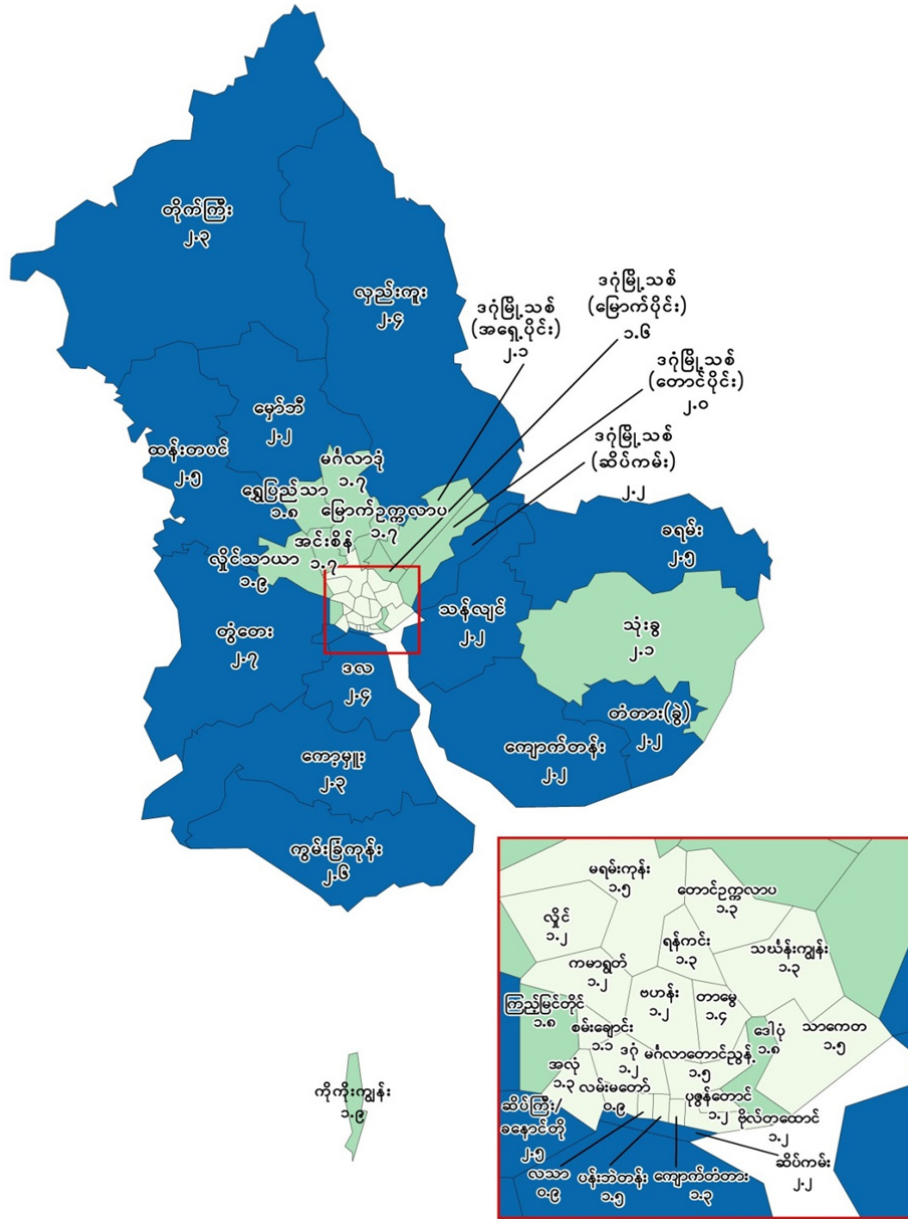 တိုက်ကြီး
၂.၃
လှည်းကူး
၂.၄
ဒဂုံမြို့သစ်
(အရှေ့ပိုင်း)
၂.၁
ဒဂုံမြို့သစ်
(မြောက်ပိုင်း)
၁.၆
ဒဂုံမြို့သစ်
(တောင်ပိုင်း)
၂.၀
ဒဂုံမြို့သစ်
(ဆိပ်ကမ်း)
၂.၂
မှော်ဘီ
၂.၂
ထန်းတပင်
၂.၅
မင်္ဂလာဒုံ
၁.၇
ရွှေပြည်သာ
၁.၈
မြောက်ဥက္ကလာပ
၁.၇
အင်းစိန်
၁.၇
လှိုင်သာယာ
၁.၉
ခရမ်း
၂.၅
သုံးခွ
၂.၁
သန်လျင်
၂.၂
တွံတေး
၂.၇
ဒလ
၂.၄
တံတား(ခွဲ)
၂.၂
ကျောက်တန်း
၂.၂
ကော့မှူး
၂.၃
ကွမ်းခြံကုန်း
၂.၆
ကိုကိုးကျွန်း
၁.၉
မရမ်းကုန်း
၁.၅
တောင်ဥက္ကလာပ
၁.၃
လှိုင်
၁.၂
ရန်ကင်း
၁.၃
သင်္ဃန်းကျွန်း
၁.၃
ကမာရွတ်
၁.၂
ဗဟန်း
၁.၂
တာမွေ
၁.၄
ကြည့်မြင်တိုင်
၁.၈
စမ်းချောင်း
၁.၁
ဒဂုံ
၁.၂
မင်္ဂလာတောင်ညွန့်
၁.၅
ဒေါပုံ
၁.၈
သာကေတ
၁.၅
အလုံ
၁.၃
လမ်းမတော်
၀.၉
ပုဇွန်တောင်
၁.၂
ဗိုလ်တထောင်
၁.၂
ဆိပ်ကြီး/
ခနောင်တို
၂.၅
လသာ
၀.၉
ပန်းဘဲတန်း
၁.၅
ကျောက်တံတား
၁.၃
ဆိပ်ကမ်း
၂.၂